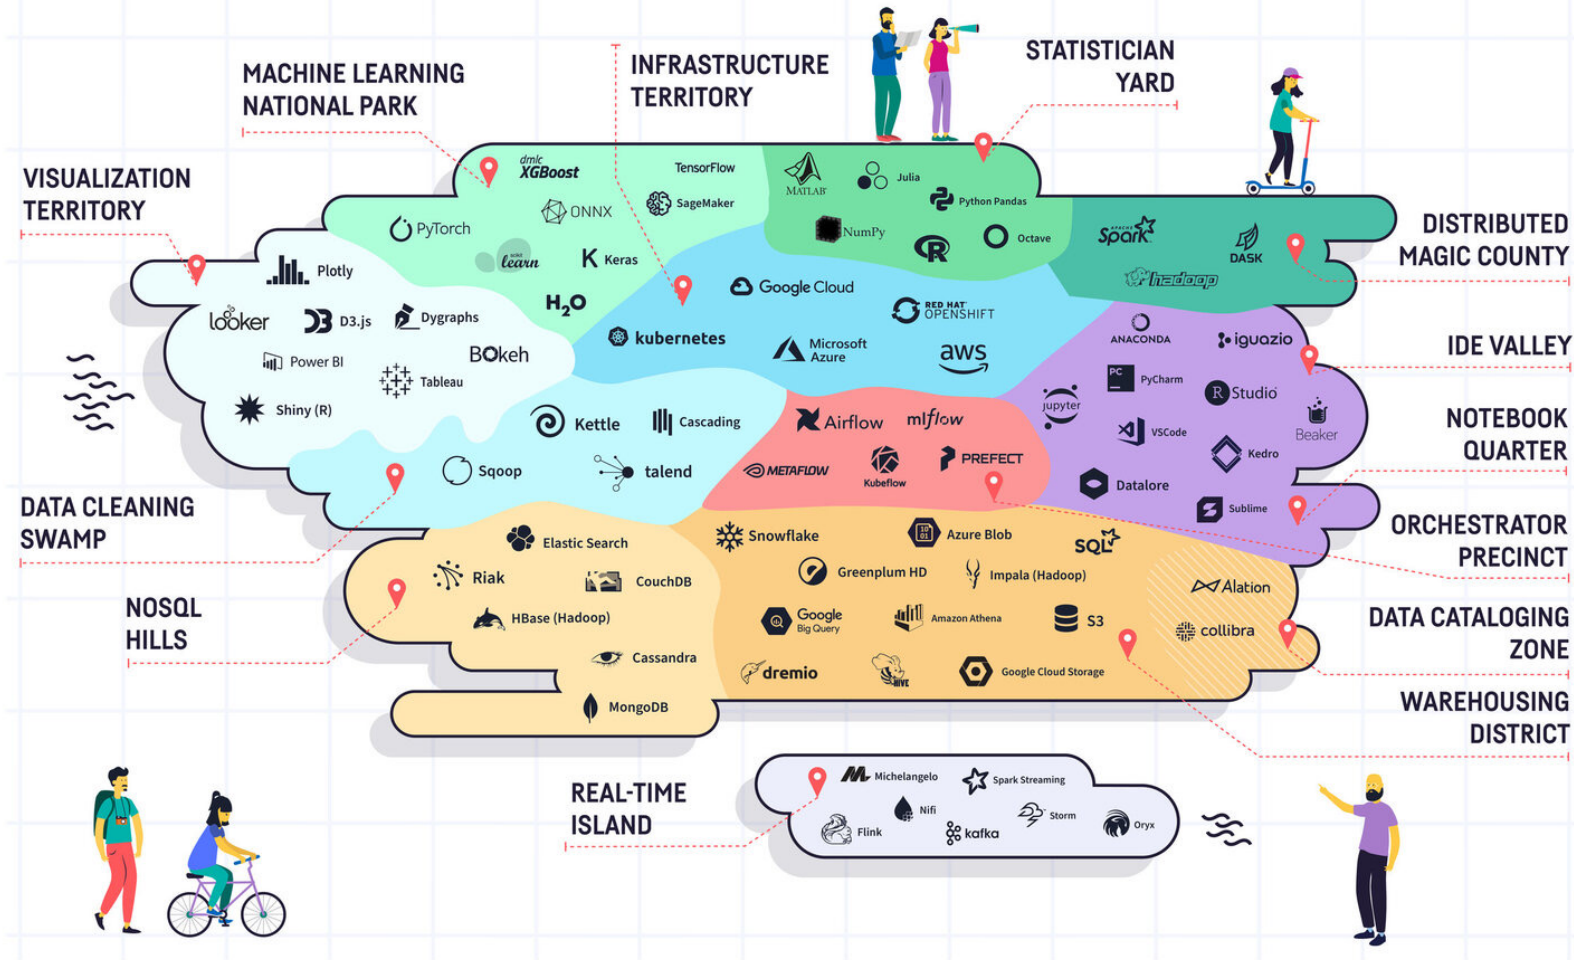 MACHINE LEARNING
NATIONAL PARK
INFRASTRUCTURE
TERRITORY
STATISTICIAN
YARD
VISUALIZATION
TERRITORY
DISTRIBUTED
MAGIC COUNTY
IDE VALLEY
NOTEBOOK
QUARTER
ORCHESTRATOR
PRECINCT
DATA CATALOGING
ZONE
WAREHOUSING
DISTRICT
DATA CLEANING
SWAMP
NOSQL
HILLS
REAL-TIME
ISLAND
dmlc
XGBoost
TensorFlow
ONNX
SageMaker
PyTorch
scikit
learn
K Keras
H2O
MATLAB
Julia
Python Pandas
NumPy
R
Octave
APACHE
Spark
DASK
hadoop
Plotly
looker
D3 D3.js
Dygraphs
Power BI
BOkeh
Tableau
Shiny (R)
Google Cloud
RED HAT
OPENSHIFT
kubernetes
Microsoft
Azure
aws
ANACONDA
iguazio
PC
PyCharm
R Studio
jupyter
Beaker
VSCode
Kedro
Datalore
Sublime
Kettle
Cascading
Sqoop
talend
Airflow
mlflow
METAFLOW
Kubeflow
PREFECT
Elastic Search
Riak
CouchDB
HBase (Hadoop)
Cassandra
MongoDB
Snowflake
10
01
Azure Blob
SQL
Greenplum HD
Impala (Hadoop)
Google
Big Query
Amazon Athena
S3
dremio
HIVE
Google Cloud Storage
Alation
collibra
Michelangelo
Spark Streaming
Nifi
Storm
Flink
kafka
Oryx